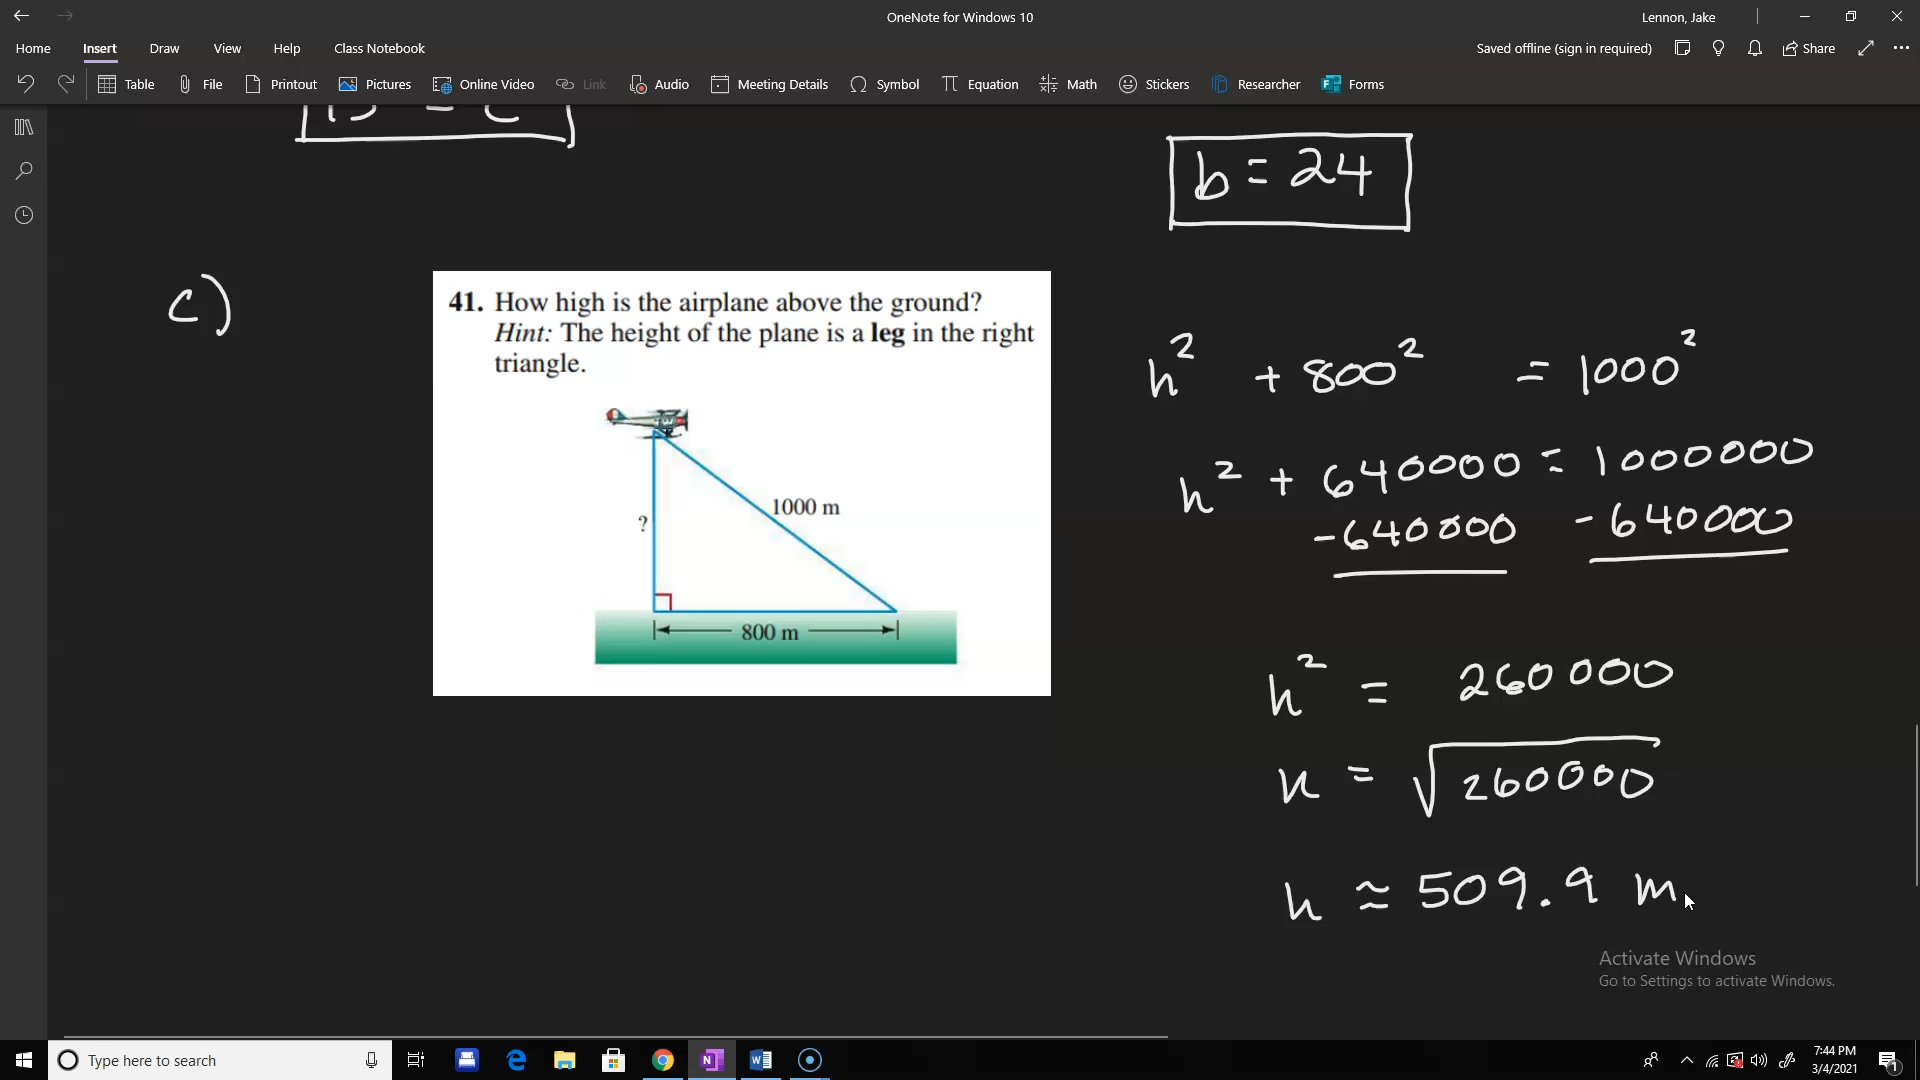 OneNote for Windows 10
Lennon, Jake
Home Insert Draw View Help Class Notebook
Saved offline (sign in required) Share
Table File Printout Pictures Online Video Link Audio Meeting Details Symbol Equation Math Stickers Researcher Forms
b = 24
c)
41. How high is the airplane above the ground?
Hint: The height of the plane is a leg in the right
triangle.
1000 m
?
800 m
h² + 800² = 1000²
h² + 640000 = 1000000
-640000 -640000
h² = 260000
h = √260000
h ≈ 509.9 m
Activate Windows
Go to Settings to activate Windows.
Type here to search
7:44 PM
3/4/2021
1